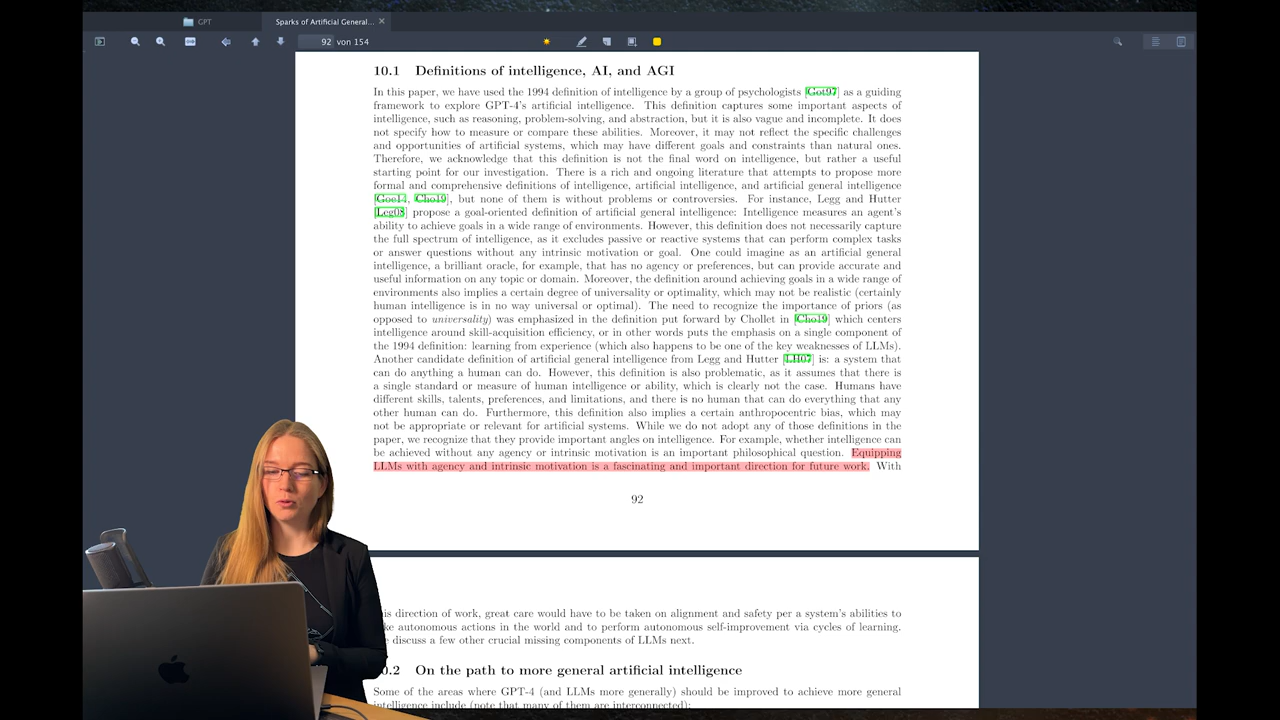 GPT
Sparks of Artificial General...
92 von 154
10.1 Definitions of intelligence, AI, and AGI
In this paper, we have used the 1994 definition of intelligence by a group of psychologists [Got97] as a guiding
framework to explore GPT-4's artificial intelligence. This definition captures some important aspects of
intelligence, such as reasoning, problem-solving, and abstraction, but it is also vague and incomplete. It does
not specify how to measure or compare these abilities. Moreover, it may not reflect the specific challenges
and opportunities of artificial systems, which may have different goals and constraints than natural ones.
Therefore, we acknowledge that this definition is not the final word on intelligence, but rather a useful
starting point for our investigation. There is a rich and ongoing literature that attempts to propose more
formal and comprehensive definitions of intelligence, artificial intelligence, and artificial general intelligence
[Goe14, Cho19], but none of them is without problems or controversies. For instance, Legg and Hutter
[Leg08] propose a goal-oriented definition of artificial general intelligence: Intelligence measures an agent's
ability to achieve goals in a wide range of environments. However, this definition does not necessarily capture
the full spectrum of intelligence, as it excludes passive or reactive systems that can perform complex tasks
or answer questions without any intrinsic motivation or goal. One could imagine as an artificial general
intelligence, a brilliant oracle, for example, that has no agency or preferences, but can provide accurate and
useful information on any topic or domain. Moreover, the definition around achieving goals in a wide range of
environments also implies a certain degree of universality or optimality, which may not be realistic (certainly
human intelligence is in no way universal or optimal). The need to recognize the importance of priors (as
opposed to universality) was emphasized in the definition put forward by Chollet in [Cho19] which centers
intelligence around skill-acquisition efficiency, or in other words puts the emphasis on a single component of
the 1994 definition: learning from experience (which also happens to be one of the key weaknesses of LLMs).
Another candidate definition of artificial general intelligence from Legg and Hutter [LH07] is: a system that
can do anything a human can do. However, this definition is also problematic, as it assumes that there is
a single standard or measure of human intelligence or ability, which is clearly not the case. Humans have
different skills, talents, preferences, and limitations, and there is no human that can do everything that any
other human can do. Furthermore, this definition also implies a certain anthropocentric bias, which may
not be appropriate or relevant for artificial systems. While we do not adopt any of those definitions in the
paper, we recognize that they provide important angles on intelligence. For example, whether intelligence can
be achieved without any agency or intrinsic motivation is an important philosophical question. Equipping
LLMs with agency and intrinsic motivation is a fascinating and important direction for future work. With
92
is direction of work, great care would have to be taken on alignment and safety per a system's abilities to
ke autonomous actions in the world and to perform autonomous self-improvement via cycles of learning.
discuss a few other crucial missing components of LLMs next.
0.2 On the path to more general artificial intelligence
Some of the areas where GPT-4 (and LLMs more generally) should be improved to achieve more general
intelligence include (note that many of them are interconnected):